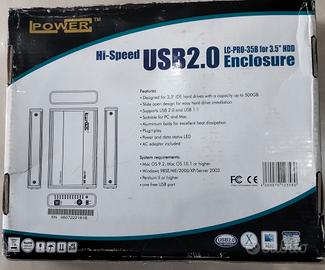 POWER
Hi-Speed USB2.0
LC-PRO-35B for 3.5" HDD
Enclosure
Features:
• Designed for 3,5" IDE hard drives with a capacity up to 500GB
• Slide open design for easy hard drive installation
• Supports USB 2.0 and USB 1.1
• Suitable for PC and Mac
• Aluminium body for excellent heat dissipation
• Plug'n'play
• Power and data status LED
• AC adaptor included
System requirements:
• Mac OS 9.2, Mac OS 10.1 or higher
• Windows 98SE/ME/2000/XP/Server 2003
• Pentium II or higher
• one free USB port
USB2.0